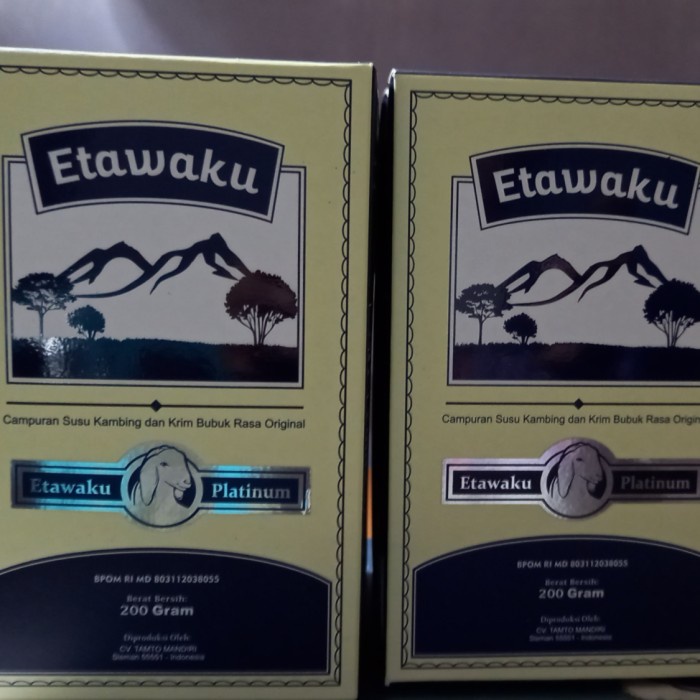 Etawaku
Campuran Susu Kambing dan Krim Bubuk Rasa Original
Etawaku Platinum
BPOM RI MD 803112038055
Berat Bersih:
200 Gram
Diproduksi Oleh:
CV. TAMTO MANDIRI
Sleman 55551 - Indonesia
Etawaku
Campuran Susu Kambing dan Krim Bubuk Rasa Origin
Etawaku Platinum
BPOM RI MD 803112038055
Berat Bersih:
200 Gram
Diproduksi Oleh:
CV. TAMTO MANDIRI
Sleman 55551 - Indonesia